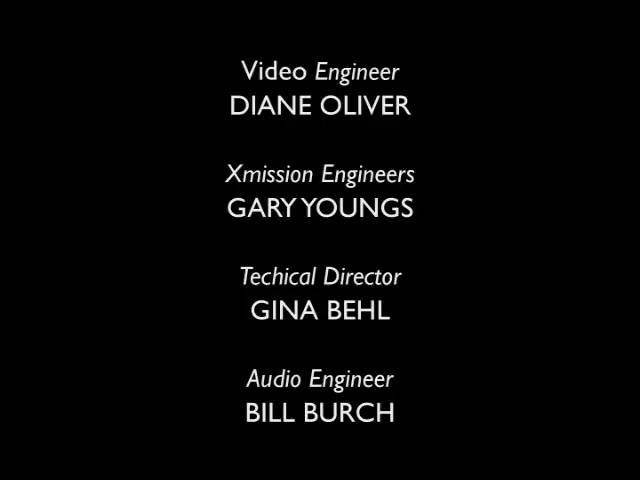 Video Engineer
DIANE OLIVER
Xmission Engineers
GARY YOUNGS
Techical Director
GINA BEHL
Audio Engineer
BILL BURCH